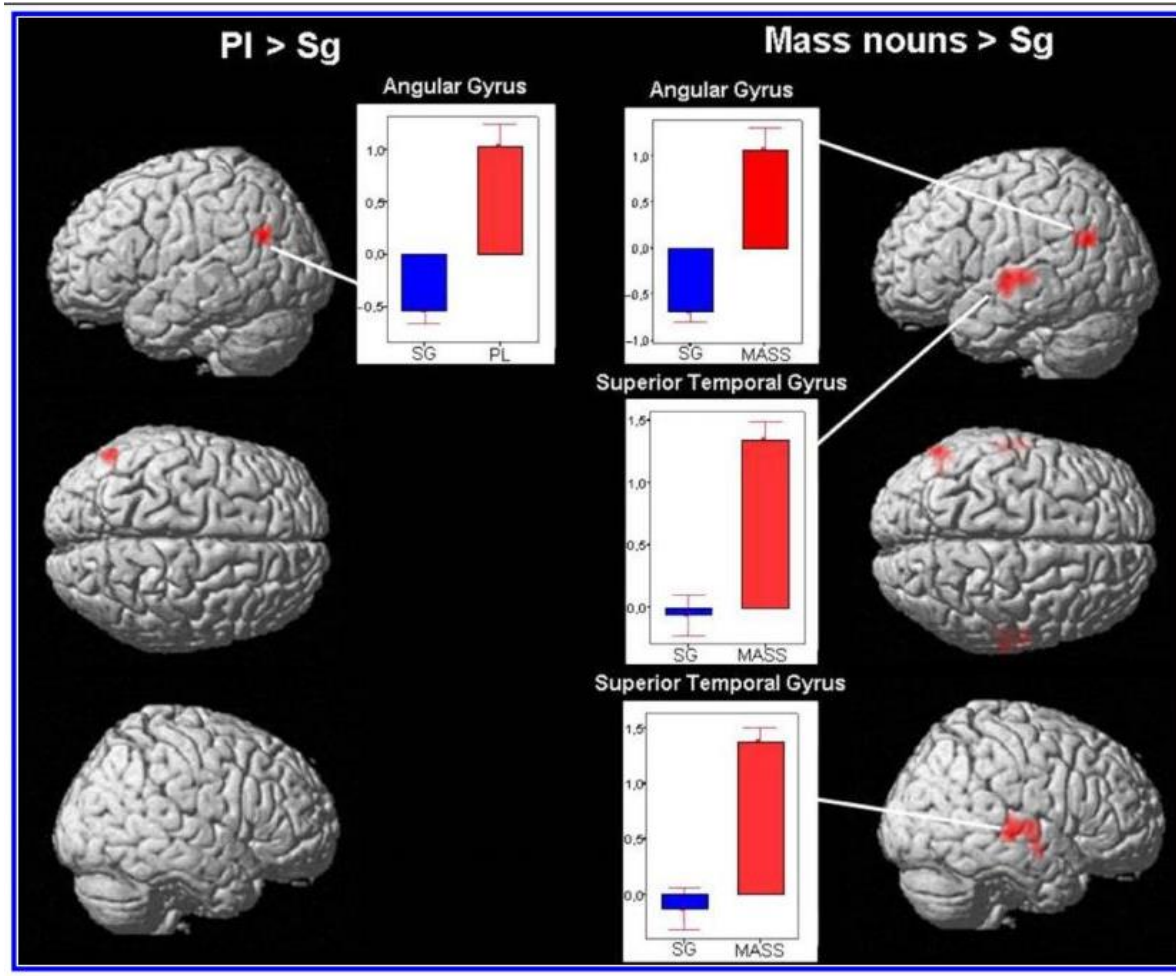 Pl > Sg
Mass nouns > Sg
Angular Gyrus
1,0
0,5
0,0
-0,5
SG PL
Angular Gyrus
1,0
0,5
0,0
-0,5
-1,0
SG MASS
Superior Temporal Gyrus
1,5
1,0
0,5
0,0
SG MASS
Superior Temporal Gyrus
1,5
1,0
0,5
0,0
SG MASS